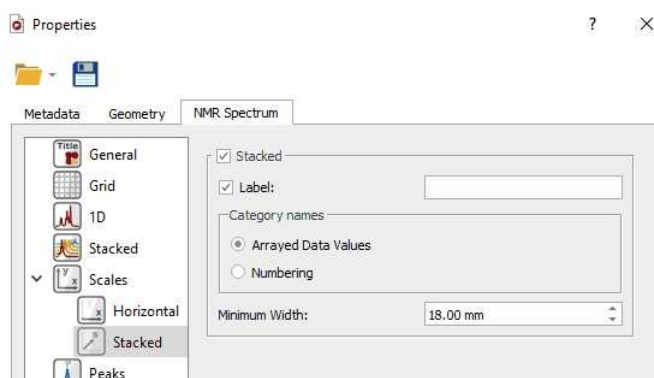 Properties
?
Metadata Geometry NMR Spectrum
Title
General
Grid
1D
Stacked
y x
Scales
x
Horizontal
Stacked
Peaks
Stacked
Label:
Category names
Arrayed Data Values
Numbering
Minimum Width: 18.00 mm